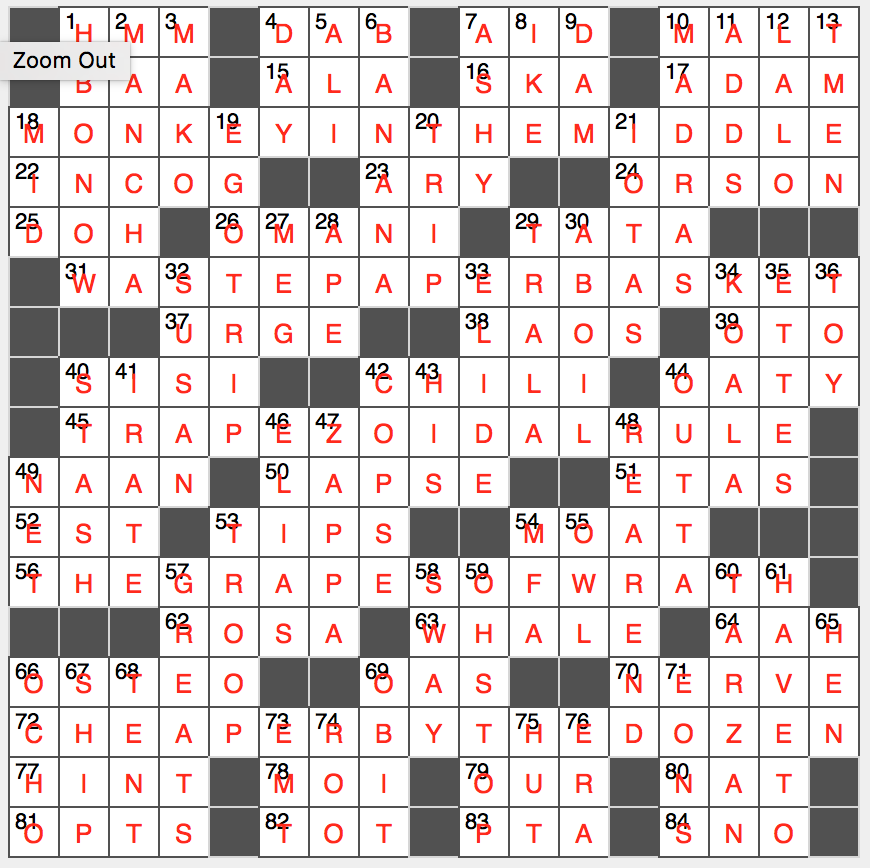 1 H 2 M 3 M 4 D 5 A 6 B 7 A 8 I 9 D 10 M 11 A 12 L 13 T
Zoom Out
B A A 15 A L A 16 S K A 17 A D A M
18 M O N K 19 E Y I N 20 T H E M 21 I D D L E
22 I N C O G 23 A R Y 24 O R S O N
25 D O H 26 O 27 M 28 A N I 29 T 30 A T A
31 W A 32 S T E P A P 33 E R B A S 34 K 35 E 36 T
37 U R G E 38 L A O S 39 O T O
40 S 41 I S I 42 C 43 H I L I 44 O A T Y
45 T R A P 46 E 47 Z O I D A L 48 R U L E
49 N A A N 50 L A P S E 51 E T A S
52 E S T 53 T I P S 54 M 55 O A T
56 T H E 57 G R A P E 58 S 59 O F W R A 60 T 61 H
62 R O S A 63 W H A L E 64 A A 65 H
66 O 67 S 68 T E O 69 O A S 70 N 71 E R V E
72 C H E A P 73 E 74 R B Y T 75 H 76 E D O Z E N
77 H I N T 78 M O I 79 O U R 80 N A T
81 O P T S 82 T O T 83 P T A 84 S N O